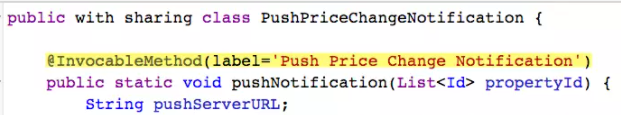 public with sharing class PushPriceChangeNotification {
@InvocableMethod(label='Push Price Change Notification')
public static void pushNotification(List<Id> propertyId) {
String pushServerURL;